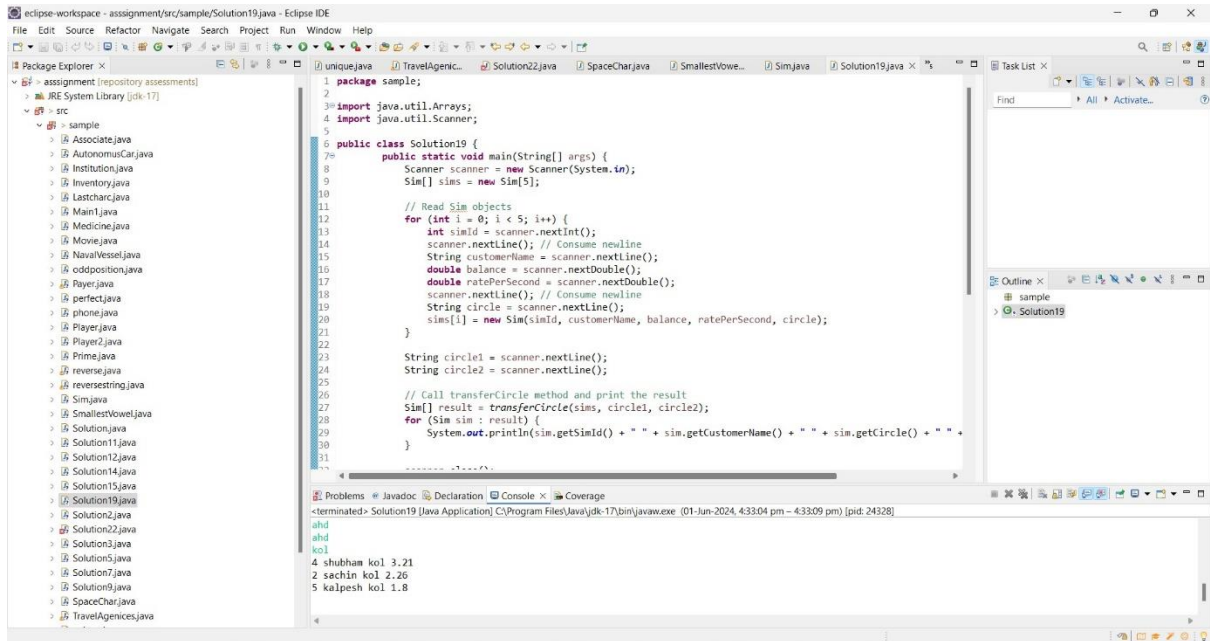 eclipse-workspace - asssignment/src/sample/Solution19.java - Eclipse IDE
File Edit Source Refactor Navigate Search Project Run Window Help
Package Explorer
unique.java TravelAgenic... Solution22.java SpaceChar.java SmallestVowe... Sim.java Solution19.java
Task List
> asssignment [repository assessments]
JRE System Library [jdk-17]
> src
> sample
Associate.java
AutonomusCar.java
Institution.java
Inventory.java
Lastcharc.java
Main1.java
Medicine.java
Movie.java
NavalVessel.java
oddposition.java
Payer.java
perfect.java
phone.java
Player.java
Player2.java
Prime.java
reverse.java
reversestring.java
Sim.java
SmallestVowel.java
Solution.java
Solution11.java
Solution12.java
Solution14.java
Solution15.java
Solution19.java
Solution2.java
Solution22.java
Solution3.java
Solution5.java
Solution7.java
Solution9.java
SpaceChar.java
TravelAgenices.java
1 package sample;
2
3 import java.util.Arrays;
4 import java.util.Scanner;
5
6 public class Solution19 {
7 public static void main(String[] args) {
8 Scanner scanner = new Scanner(System.in);
9 Sim[] sims = new Sim[5];
10
11 // Read Sim objects
12 for (int i = 0; i < 5; i++) {
13 int simId = scanner.nextInt();
14 scanner.nextLine(); // Consume newline
15 String customerName = scanner.nextLine();
16 double balance = scanner.nextDouble();
17 double ratePerSecond = scanner.nextDouble();
18 scanner.nextLine(); // Consume newline
19 String circle = scanner.nextLine();
20 sims[i] = new Sim(simId, customerName, balance, ratePerSecond, circle);
21 }
22
23 String circle1 = scanner.nextLine();
24 String circle2 = scanner.nextLine();
25
26 // Call transferCircle method and print the result
27 Sim[] result = transferCircle(sims, circle1, circle2);
28 for (Sim sim : result) {
29 System.out.println(sim.getSimId() + " " + sim.getCustomerName() + " " + sim.getCircle() + " " +
30 }
31
Find All Activate...
Outline
sample
Solution19
Problems Javadoc Declaration Console Coverage
<terminated> Solution19 [Java Application] C:\Program Files\Java\jdk-17\bin\javaw.exe (01-Jun-2024, 4:33:04 pm – 4:33:09 pm) [pid: 24328]
ahd
ahd
kol
4 shubham kol 3.21
2 sachin kol 2.26
5 kalpesh kol 1.8